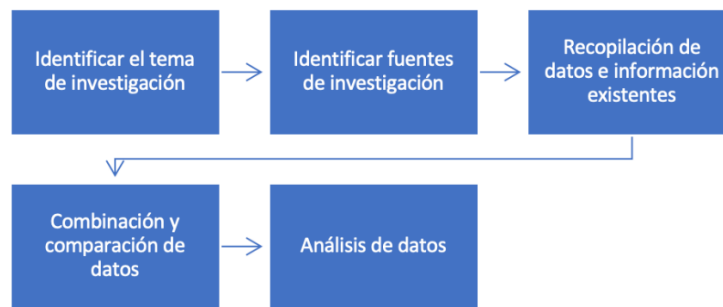 Identificar el tema
de investigación
Identificar fuentes
de investigación
Recopilación de
datos e información
existentes
Combinación y
comparación de
datos
Análisis de datos